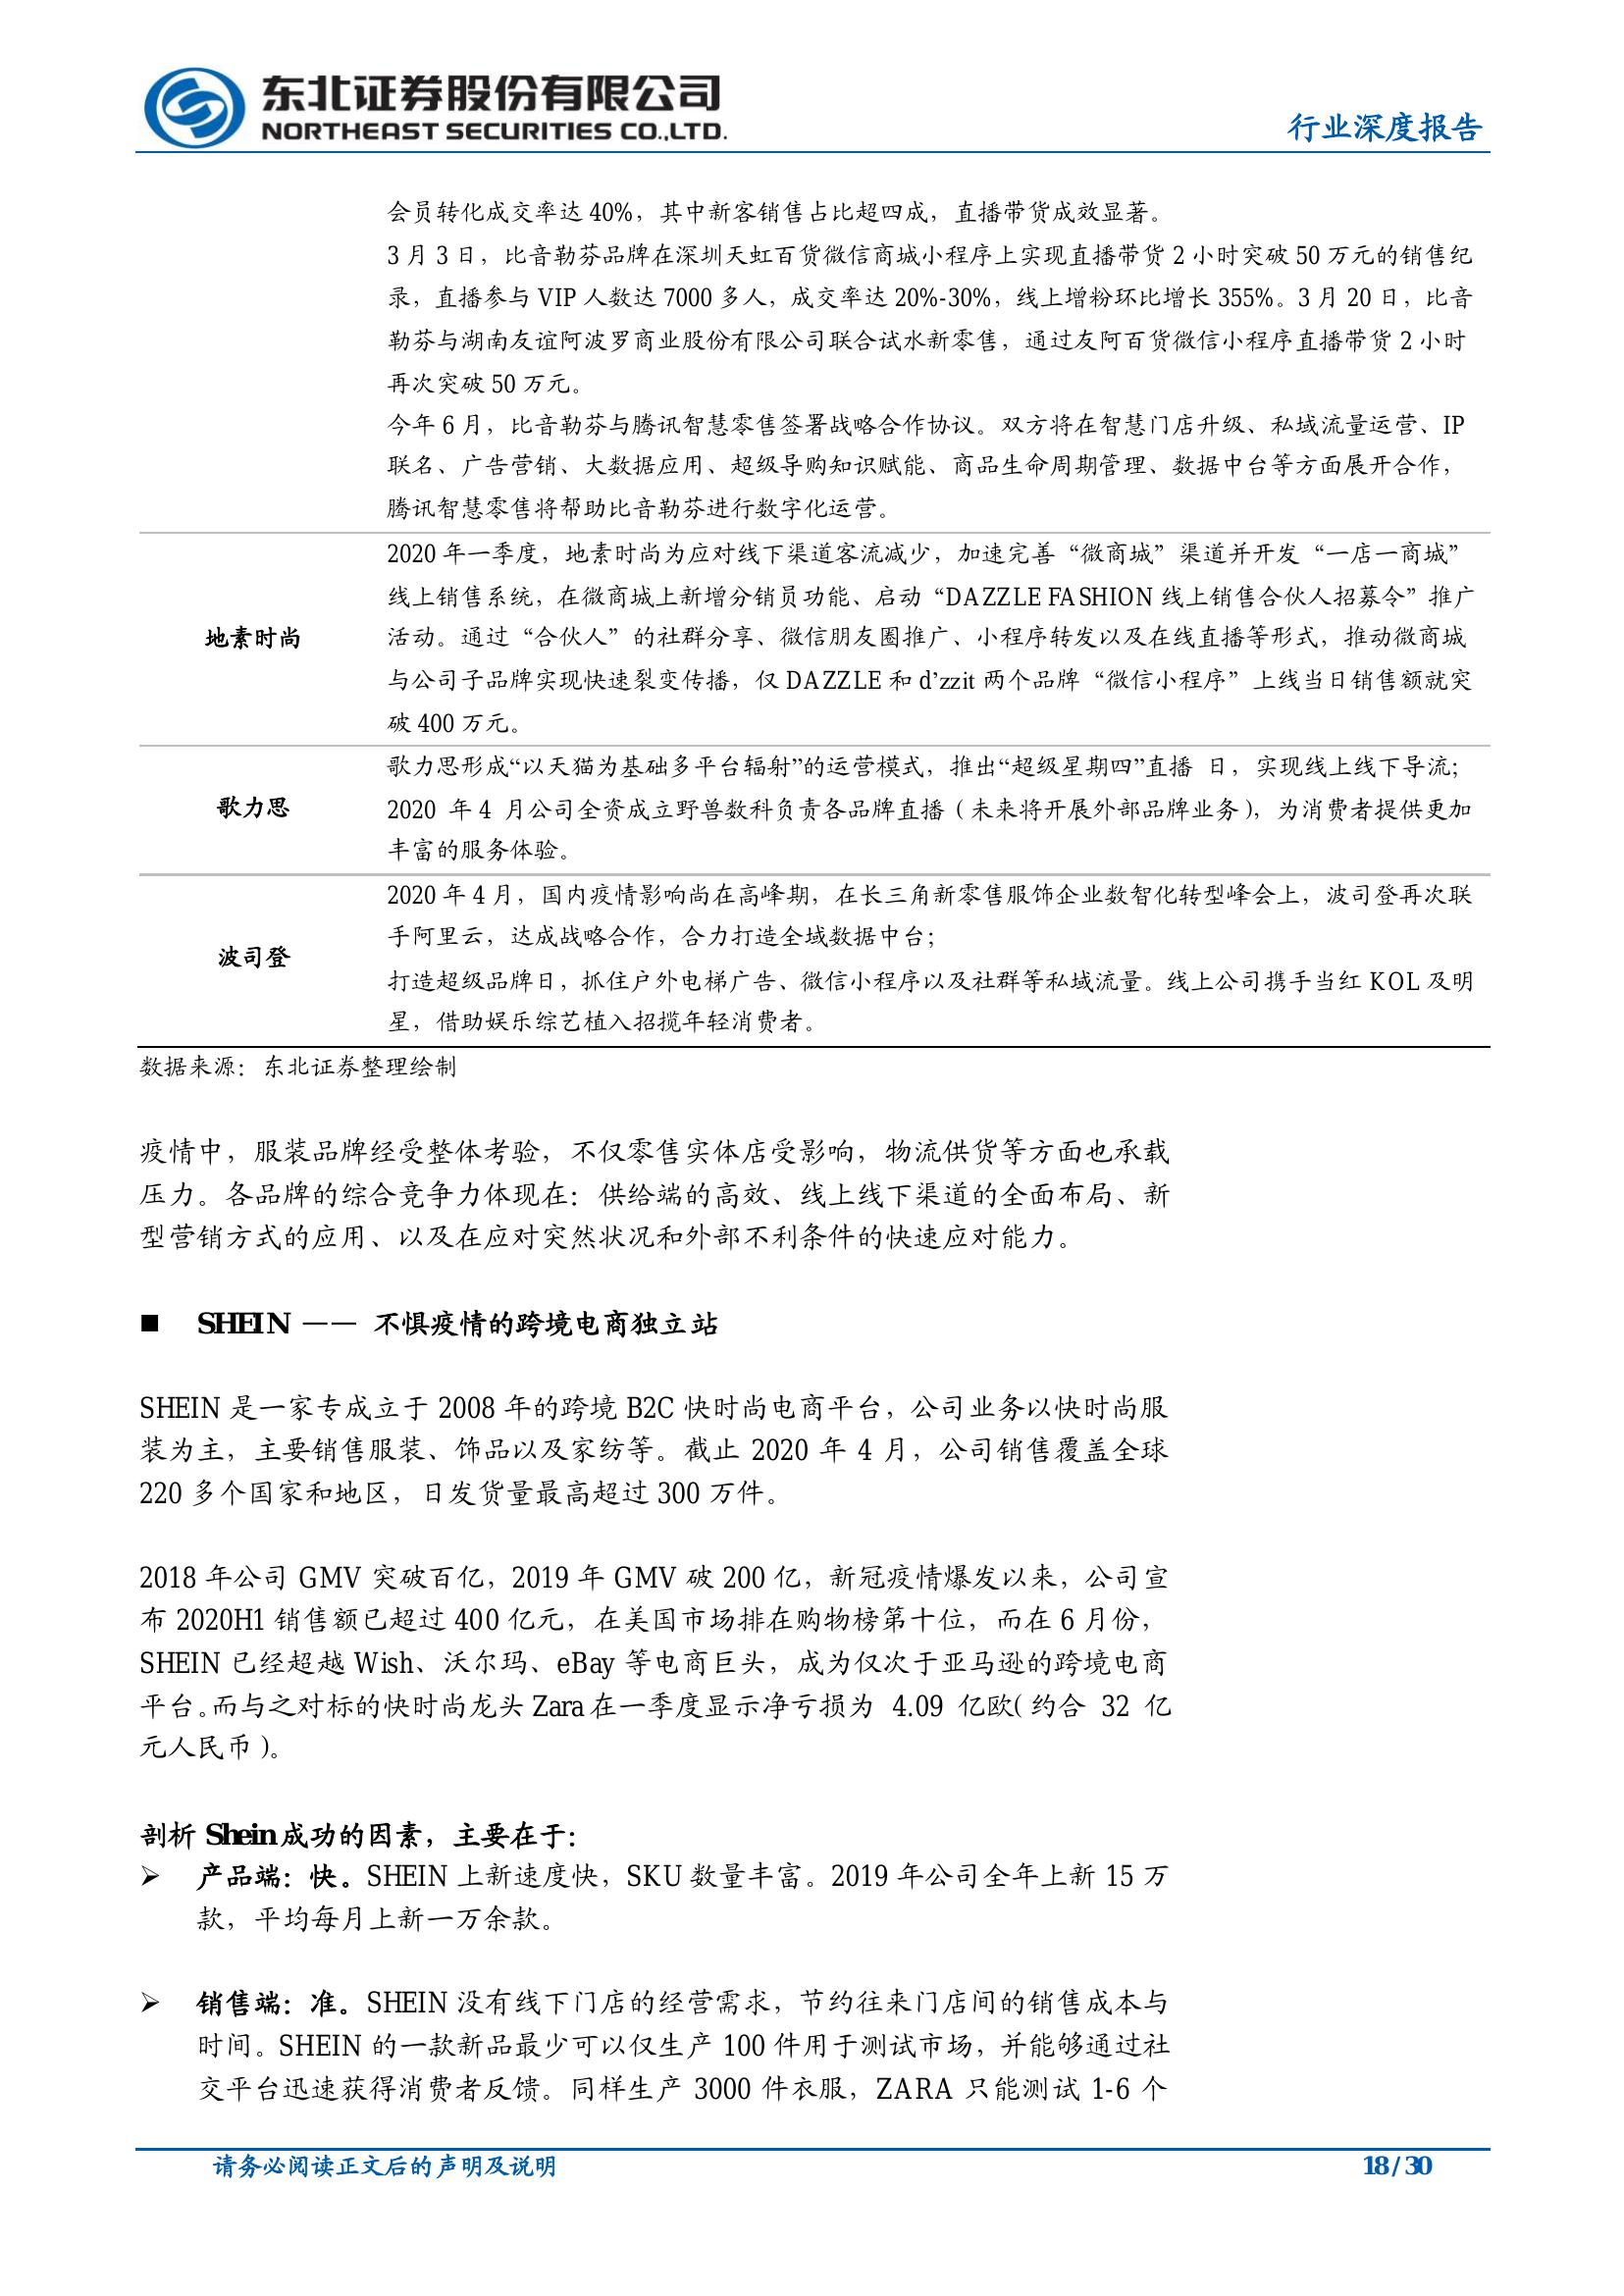 东北证券股份有限公司
NORTHEAST SECURITIES CO.,LTD.
行业深度报告
会员转化成交率达 40%，其中新客销售占比超四成，直播带货成效显著。
3 月 3 日，比音勒芬品牌在深圳天虹百货微信商城小程序上实现直播带货 2 小时突破 50 万元的销售纪
录，直播参与 VIP 人数达 7000 多人，成交率达 20%-30%，线上增粉环比增长 355%。3 月 20 日，比音
勒芬与湖南友谊阿波罗商业股份有限公司联合试水新零售，通过友阿百货微信小程序直播带货 2 小时
再次突破 50 万元。
今年 6 月，比音勒芬与腾讯智慧零售签署战略合作协议。双方将在智慧门店升级、私域流量运营、IP
联名、广告营销、大数据应用、超级导购知识赋能、商品生命周期管理、数据中台等方面展开合作，
腾讯智慧零售将帮助比音勒芬进行数字化运营。
2020 年一季度，地素时尚为应对线下渠道客流减少，加速完善“微商城”渠道并开发“一店一商城”
线上销售系统，在微商城上新增分销员功能、启动“DAZZLE FASHION 线上销售合伙人招募令”推广
地素时尚
活动。通过“合伙人”的社群分享、微信朋友圈推广、小程序转发以及在线直播等形式，推动微商城
与公司子品牌实现快速裂变传播，仅 DAZZLE 和 d’zzit 两个品牌“微信小程序”上线当日销售额就突
破 400 万元。
歌力思形成“以天猫为基础多平台辐射”的运营模式，推出“超级星期四”直播 日，实现线上线下导流；
歌力思
2020 年 4 月公司全资成立野兽数科负责各品牌直播（未来将开展外部品牌业务），为消费者提供更加
丰富的服务体验。
2020 年 4 月，国内疫情影响尚在高峰期，在长三角新零售服饰企业数智化转型峰会上，波司登再次联
手阿里云，达成战略合作，合力打造全域数据中台；
波司登
打造超级品牌日，抓住户外电梯广告、微信小程序以及社群等私域流量。线上公司携手当红 KOL 及明
星，借助娱乐综艺植入招揽年轻消费者。
数据来源：东北证券整理绘制
疫情中，服装品牌经受整体考验，不仅零售实体店受影响，物流供货等方面也承载
压力。各品牌的综合竞争力体现在：供给端的高效、线上线下渠道的全面布局、新
型营销方式的应用、以及在应对突然状况和外部不利条件的快速应对能力。
■ SHEIN —— 不惧疫情的跨境电商独立站
SHEIN 是一家专成立于 2008 年的跨境 B2C 快时尚电商平台，公司业务以快时尚服
装为主，主要销售服装、饰品以及家纺等。截止 2020 年 4 月，公司销售覆盖全球
220 多个国家和地区，日发货量最高超过 300 万件。
2018 年公司 GMV 突破百亿，2019 年 GMV 破 200 亿，新冠疫情爆发以来，公司宣
布 2020H1 销售额已超过 400 亿元，在美国市场排在购物榜第十位，而在 6 月份，
SHEIN 已经超越 Wish、沃尔玛、eBay 等电商巨头，成为仅次于亚马逊的跨境电商
平台。而与之对标的快时尚龙头 Zara 在一季度显示净亏损为 4.09 亿欧（约合 32 亿
元人民币）。
剖析 Shein 成功的因素，主要在于：
➢ 产品端：快。SHEIN 上新速度快，SKU 数量丰富。2019 年公司全年上新 15 万
款，平均每月上新一万余款。
➢ 销售端：准。SHEIN 没有线下门店的经营需求，节约往来门店间的销售成本与
时间。SHEIN 的一款新品最少可以仅生产 100 件用于测试市场，并能够通过社
交平台迅速获得消费者反馈。同样生产 3000 件衣服，ZARA 只能测试 1-6 个
请务必阅读正文后的声明及说明
18 / 30